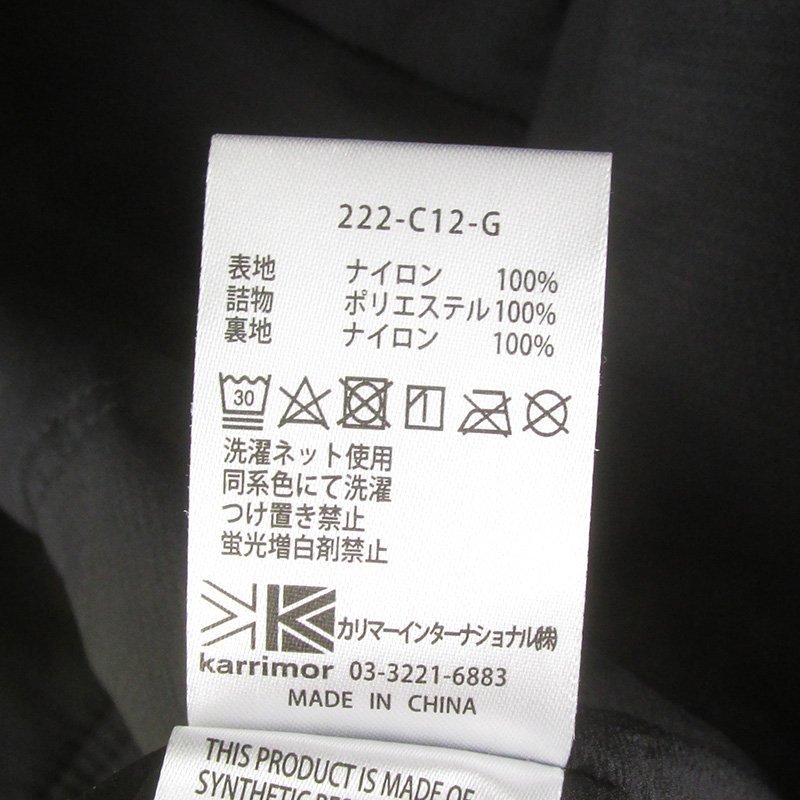 222-C12-G
表地 ナイロン 100%
詰物 ポリエステル 100%
裏地 ナイロン 100%
30
洗濯ネット使用
同系色にて洗濯
つけ置き禁止
蛍光増白剤禁止
カリマーインターナショナル㈱
karrimor 03-3221-6883
MADE IN CHINA
THIS PRODUCT IS MADE OF
SYNTHETIC